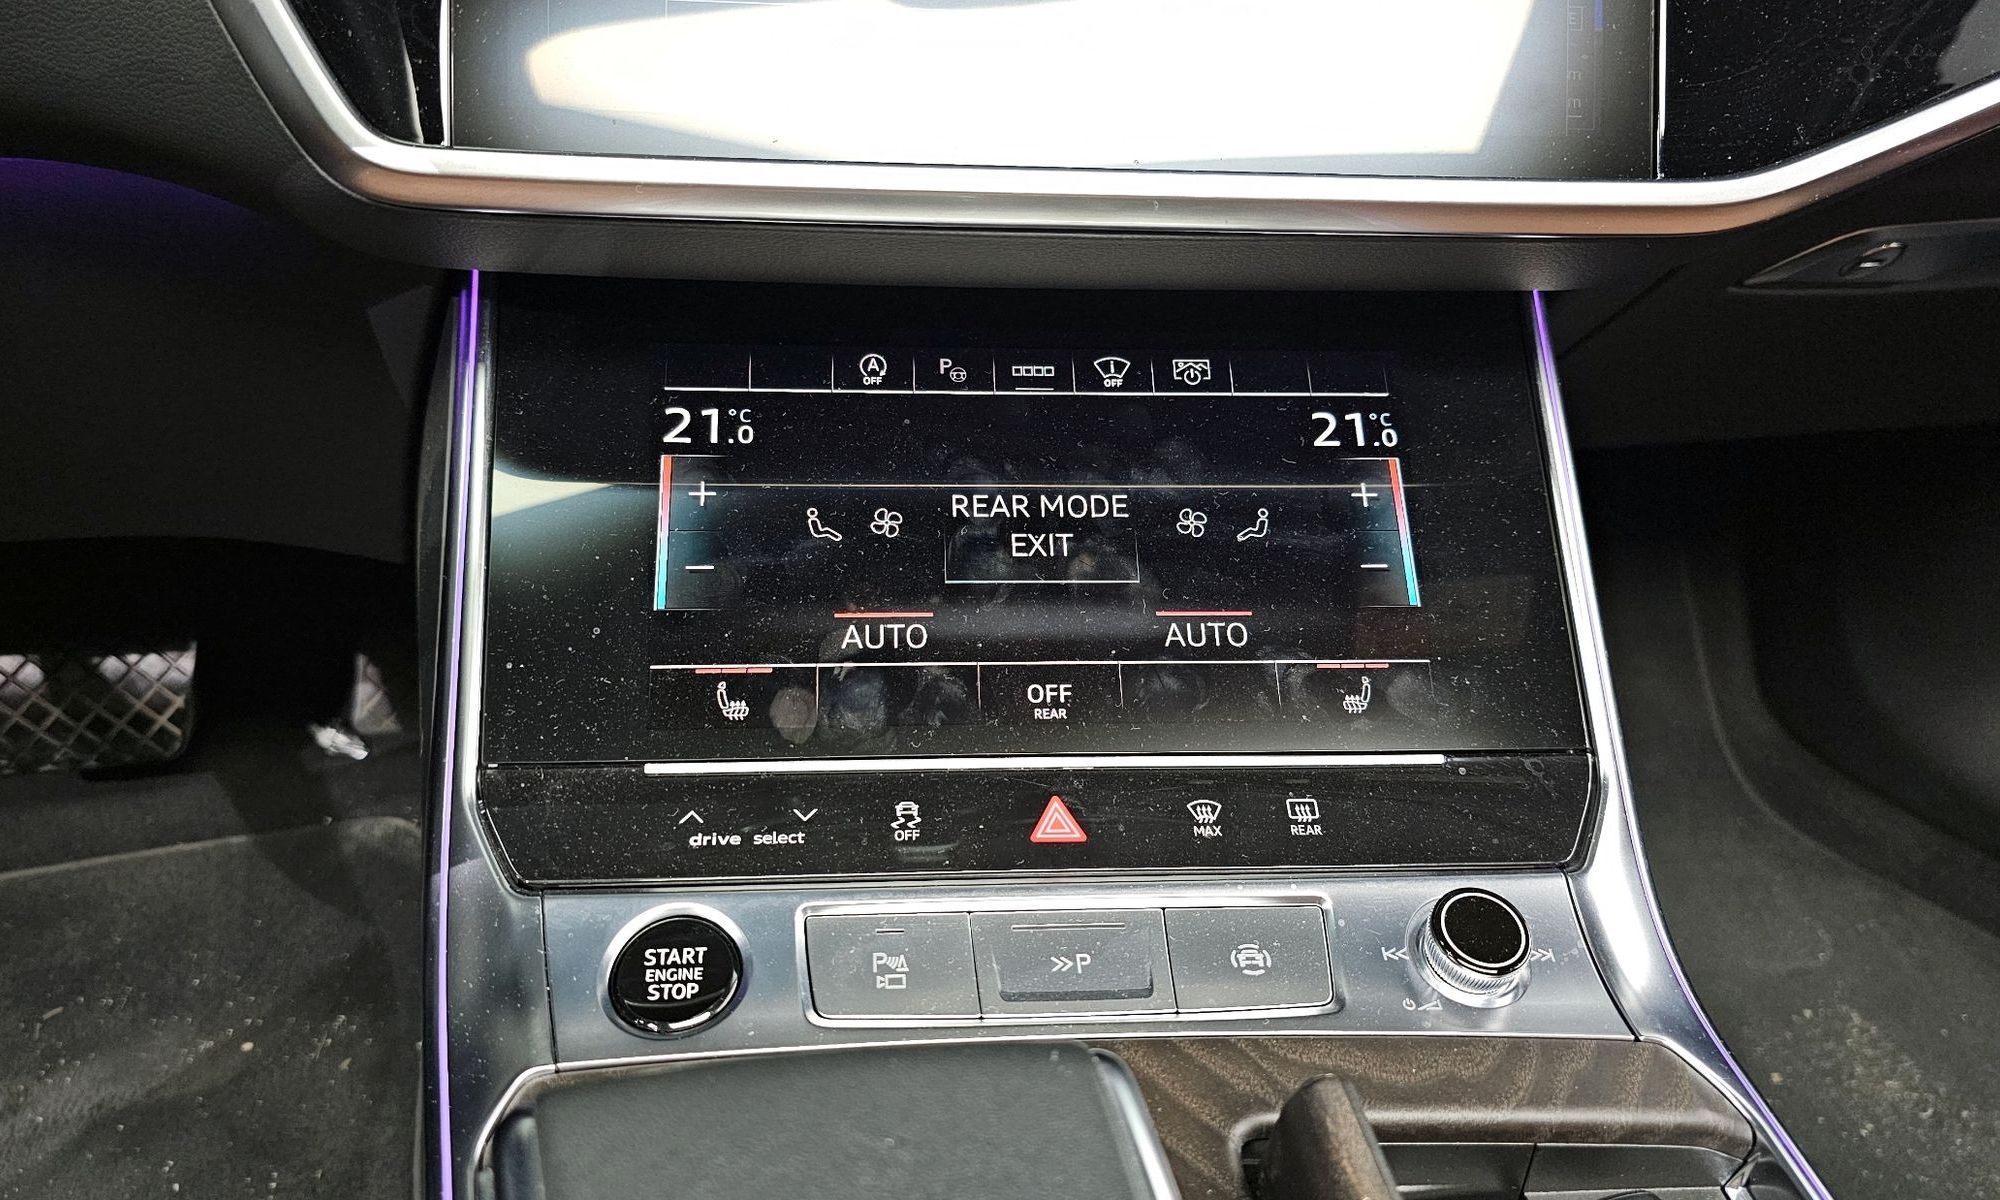 A
OFF
P
OFF
21.0 °C
21.0 °C
+
+
REAR MODE
EXIT
−
−
AUTO
AUTO
OFF
REAR
drive select
OFF
MAX
REAR
START
ENGINE
STOP
P
>>P